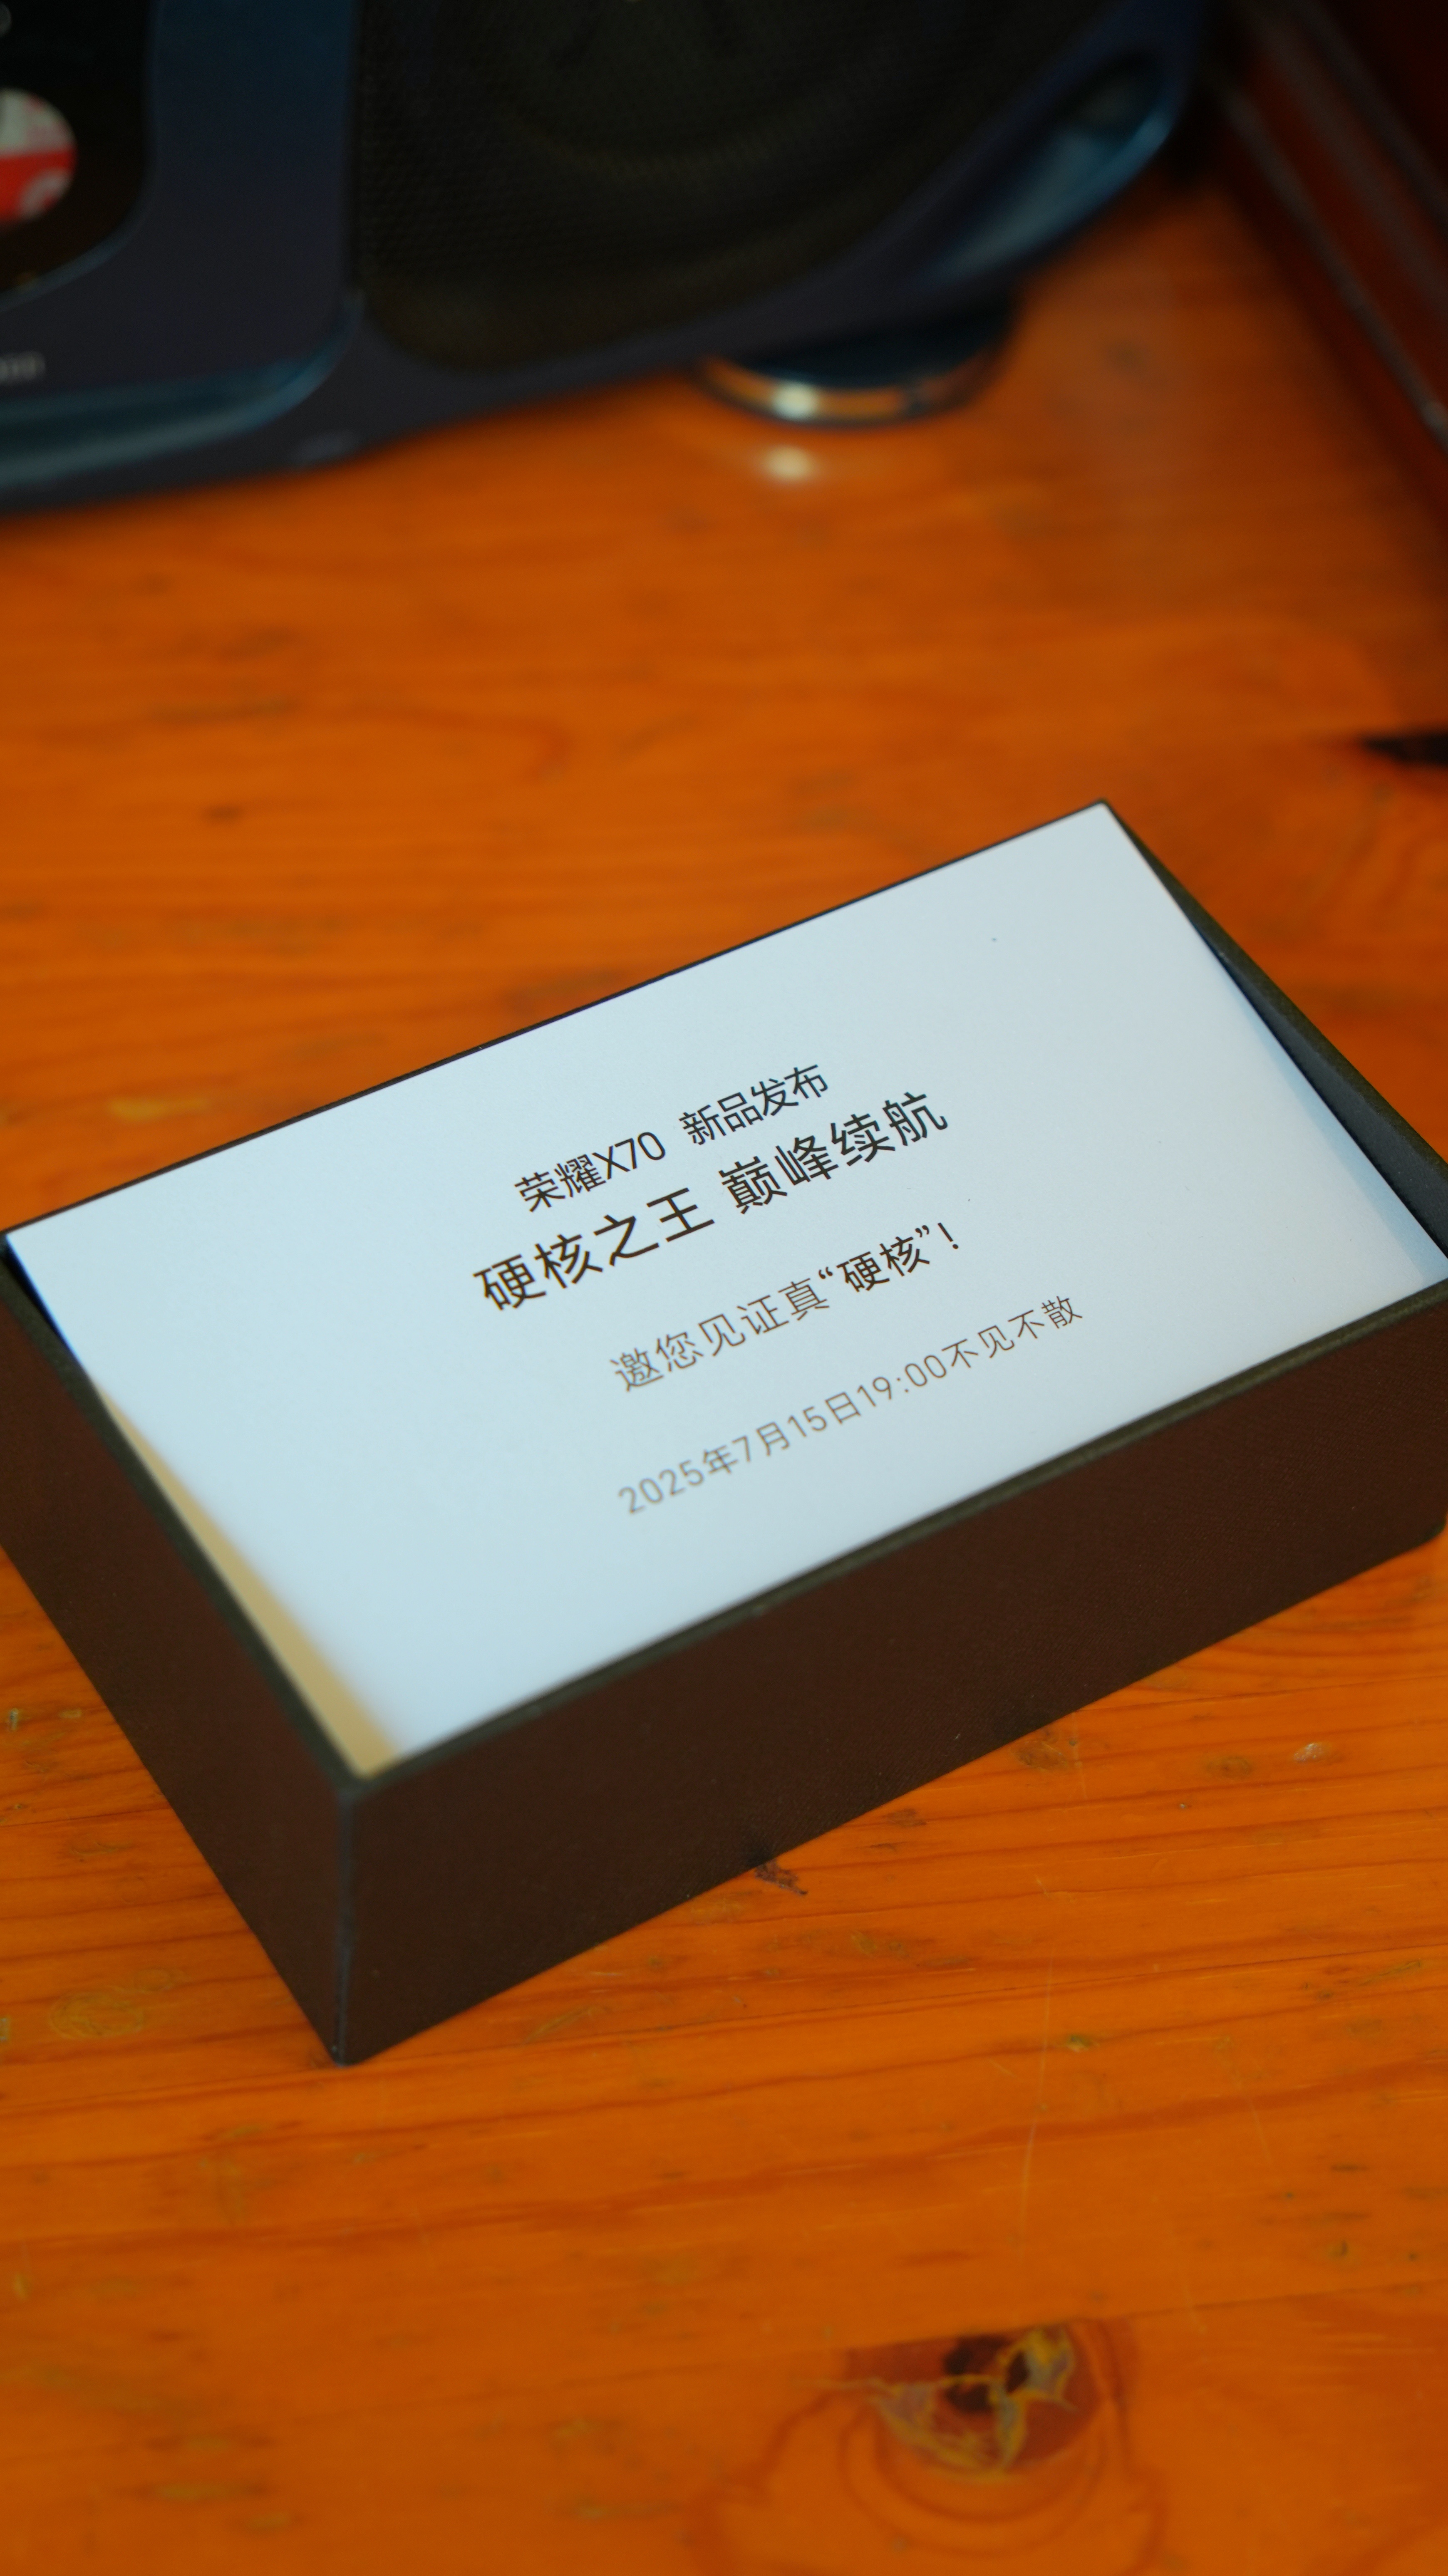 荣耀X70 新品发布
硬核之王 巅峰续航
邀您见证真“硬核”！
2025年7月15日19:00不见不散